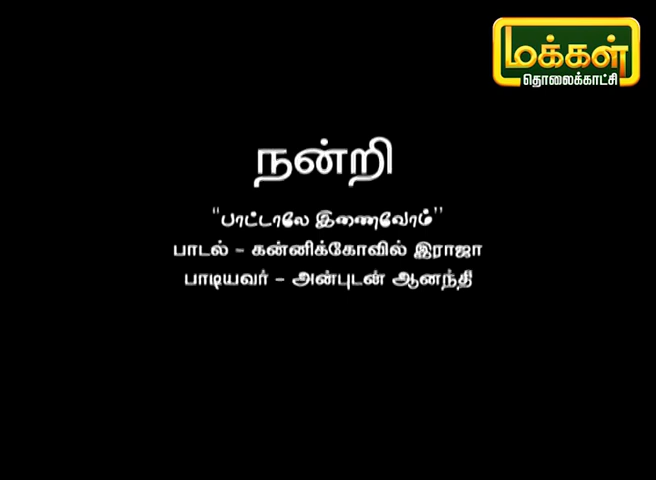 மக்கள்
தொலைக்காட்சி
நன்றி
"பாட்டாலே இணைவோம்"
பாடல் - கன்னிக்கோவில் இராஜா
பாடியவர் - அன்புடன் ஆனந்தி